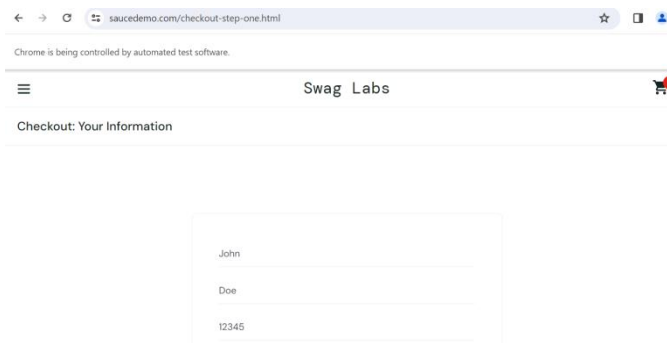 saucedemo.com/checkout-step-one.html
Chrome is being controlled by automated test software.
Swag Labs
Checkout: Your Information
John
Doe
12345